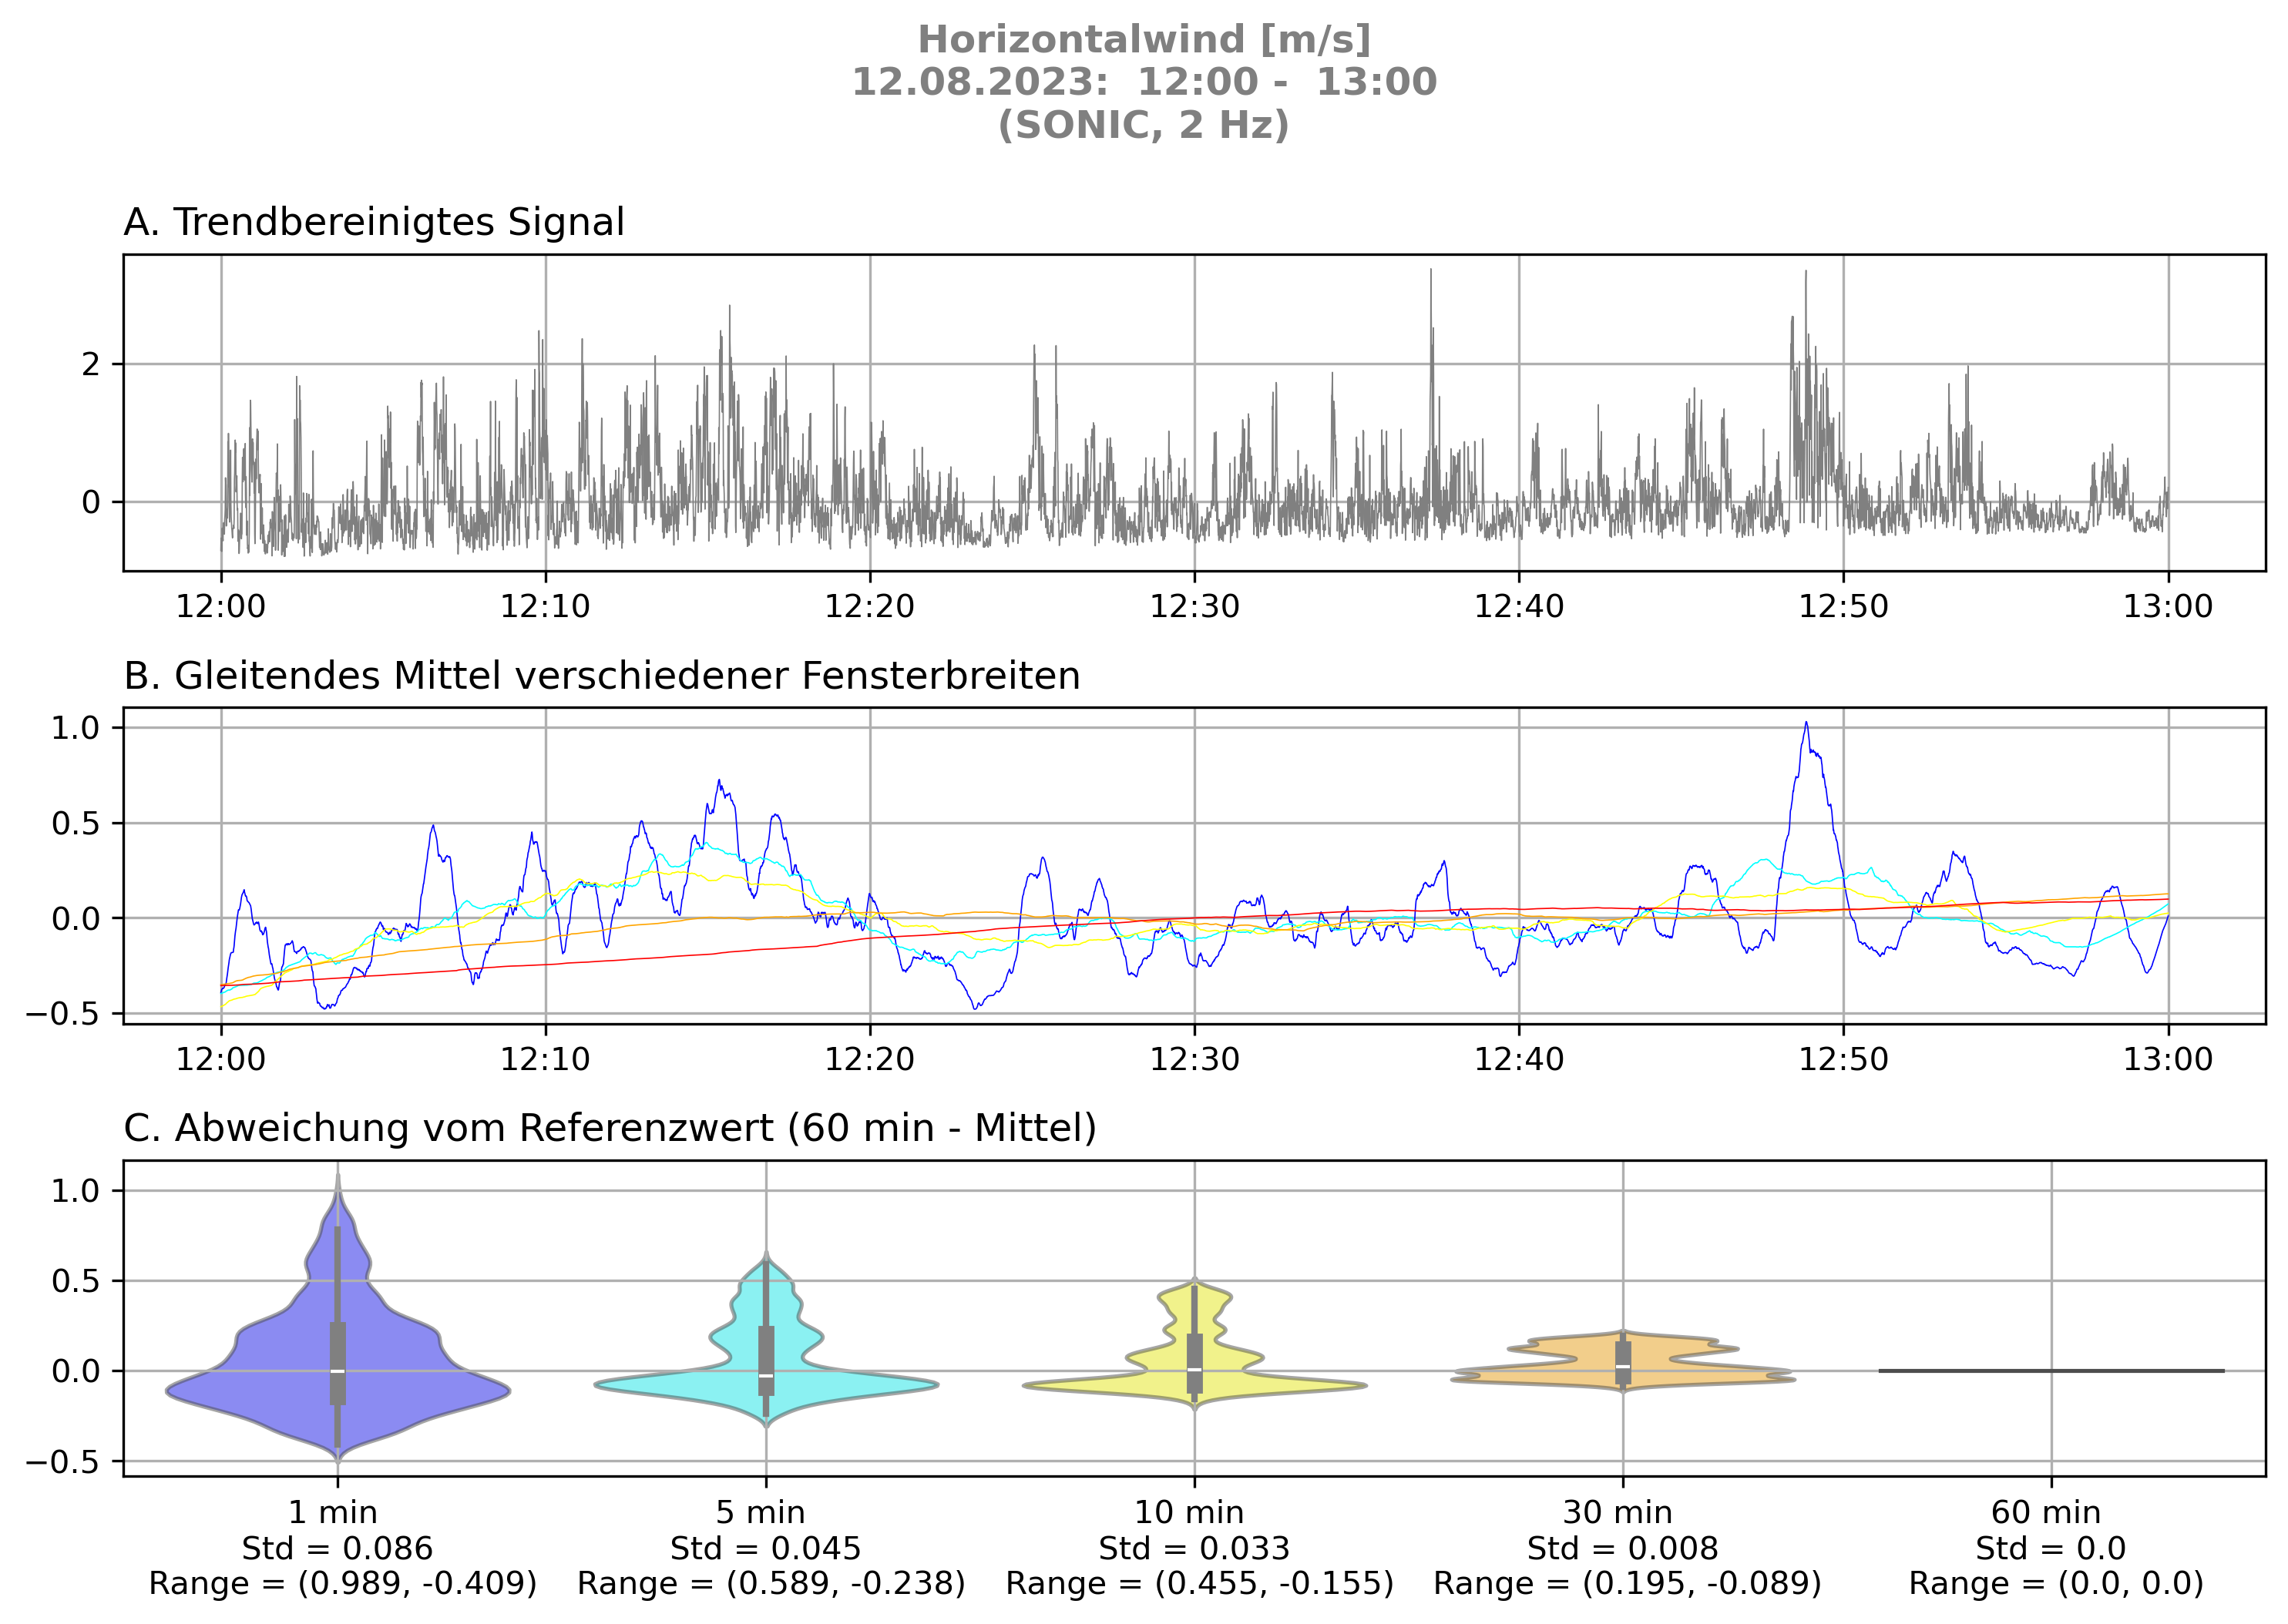 Horizontalwind [m/s]
12.08.2023:  12:00 -  13:00
(SONIC, 2 Hz)
A. Trendbereinigtes Signal
2
0
12:00 12:10 12:20 12:30 12:40 12:50 13:00
B. Gleitendes Mittel verschiedener Fensterbreiten
1.0
0.5
0.0
−0.5
12:00 12:10 12:20 12:30 12:40 12:50 13:00
C. Abweichung vom Referenzwert (60 min - Mittel)
1.0
0.5
0.0
−0.5
1 min 5 min 10 min 30 min 60 min
Std = 0.086 Std = 0.045 Std = 0.033 Std = 0.008 Std = 0.0
Range = (0.989, -0.409) Range = (0.589, -0.238) Range = (0.455, -0.155) Range = (0.195, -0.089) Range = (0.0, 0.0)